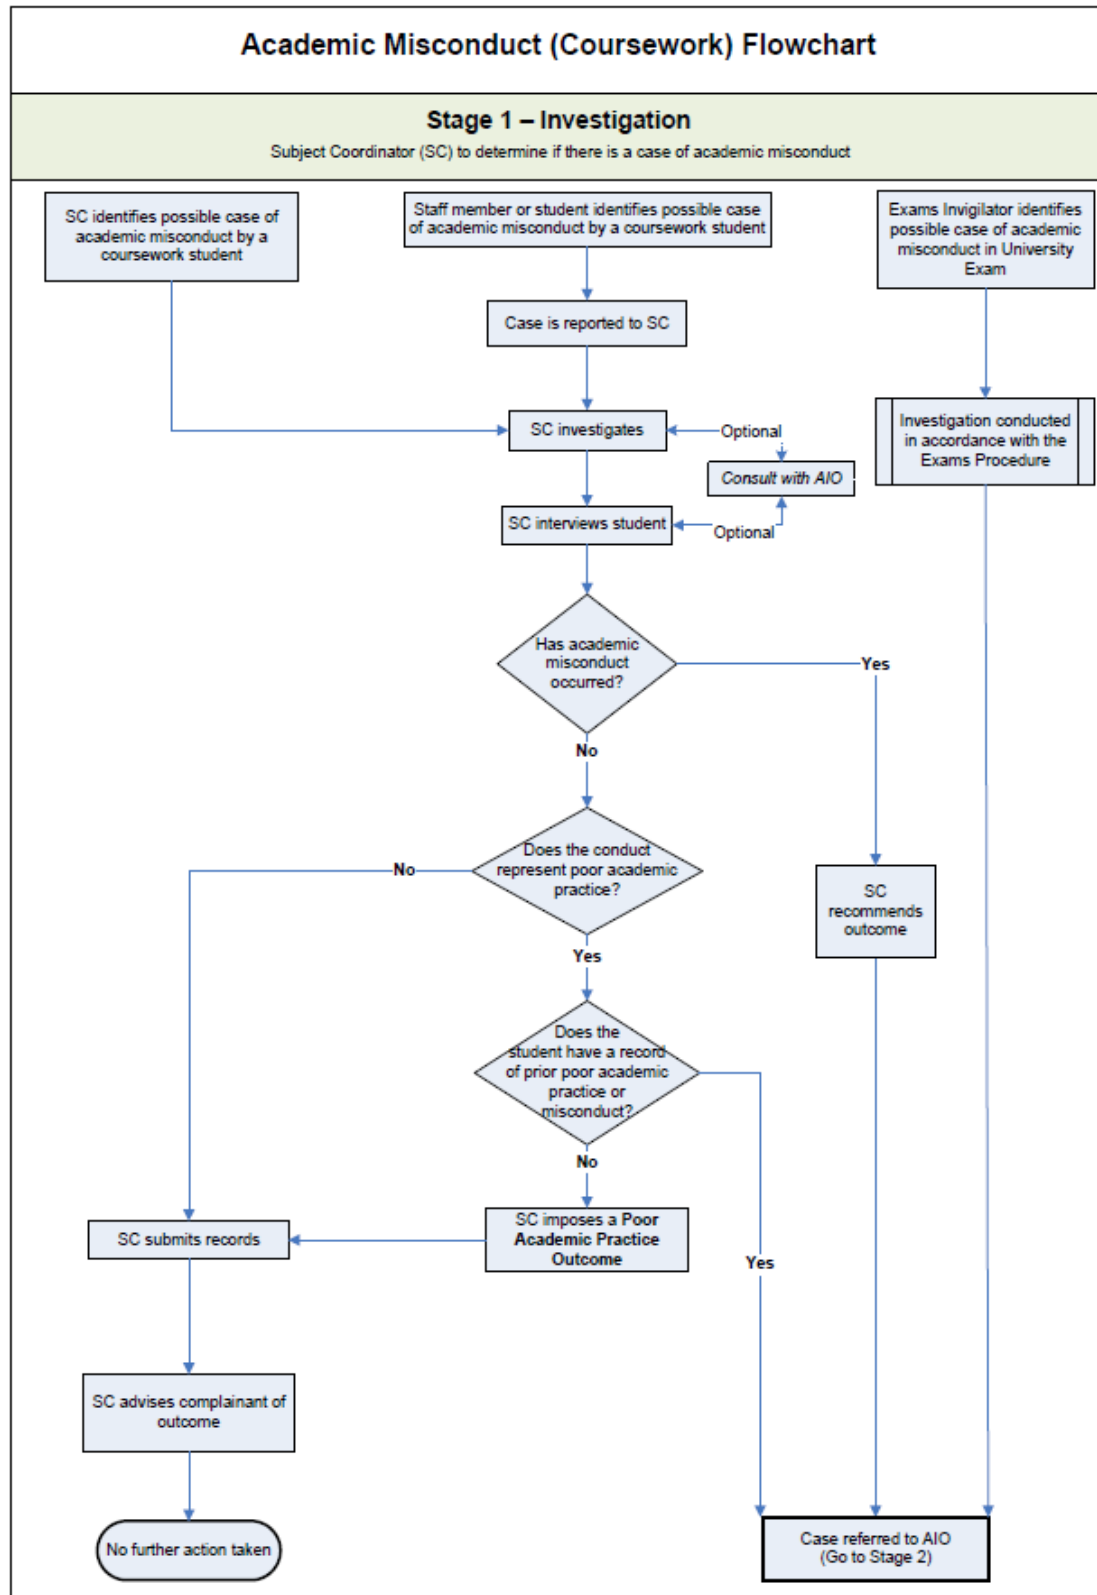 Academic Misconduct (Coursework) Flowchart
Stage 1 – Investigation
Subject Coordinator (SC) to determine if there is a case of academic misconduct
SC identifies possible case of
academic misconduct by a
coursework student
Staff member or student identifies possible case
of academic misconduct by a coursework student
Exams Invigilator identifies
possible case of academic
misconduct in University
Exam
Case is reported to SC
SC investigates
Optional
Consult with AIO
Investigation conducted
in accordance with the
Exams Procedure
SC interviews student
Optional
Has academic
misconduct
occurred?
Yes
No
Does the conduct
represent poor academic
practice?
No
SC
recommends
outcome
Yes
Does the
student have a record
of prior poor academic
practice or
misconduct?
No
SC imposes a Poor
Academic Practice
Outcome
SC submits records
Yes
SC advises complainant of
outcome
No further action taken
Case referred to AIO
(Go to Stage 2)